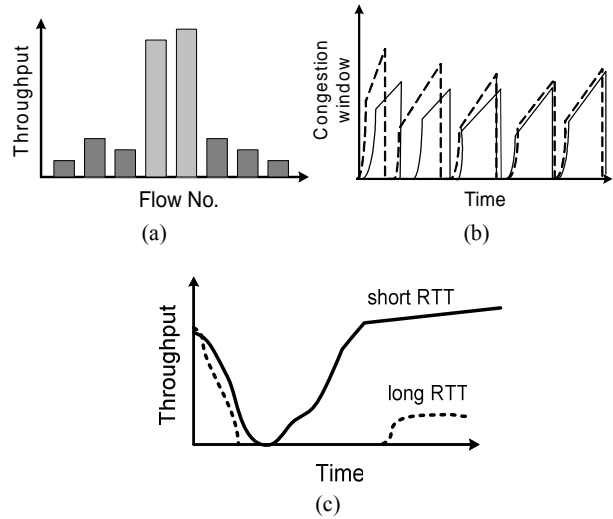 Throughput
Flow No.
(a)
Congestion
window
Time
(b)
Throughput
short RTT
long RTT
Time
(c)